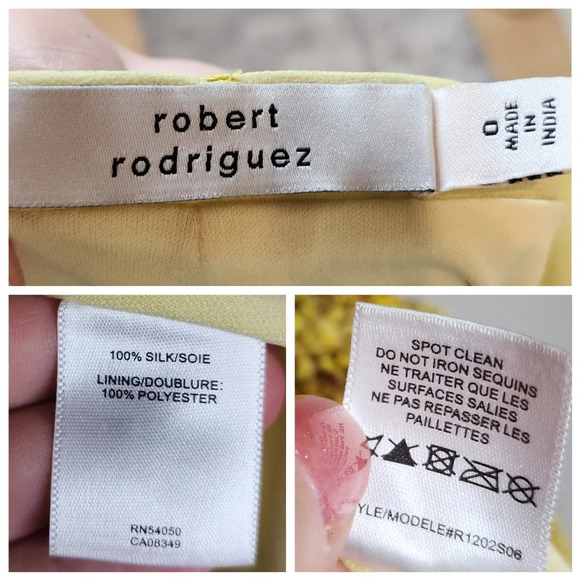 robert
rodriguez
0
MADE
IN
INDIA
100% SILK/SOIE
LINING/DOUBLURE:
100% POLYESTER
RN54050
CA08349
SPOT CLEAN
DO NOT IRON SEQUINS
NE TRAITER QUE LES
SURFACES SALIES
NE PAS REPASSER LES
PAILLETTES
YLE/MODELE#R1202S06